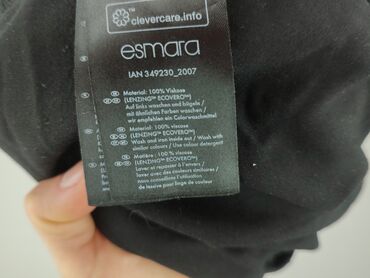 ™
clevercare.info
esmara
IAN 349230_2007
Material: 100% Viskose
(LENZING™ ECOVERO™)
Auf links waschen und bügeln /
mit ähnlichen Farben waschen /
wir empfehlen ein Colorwaschmittel
Material: 100% viscose
(LENZING™ ECOVERO™)
Wash and iron inside out / Wash with
similar colours / Use colour detergent
Matière: 100% viscose
(LENZING™ ECOVERO™)
Laver et repasser à l'envers /
Laver avec des couleurs similaires /
nous conseillons l'utilisation
de lessive pour linge de couleur